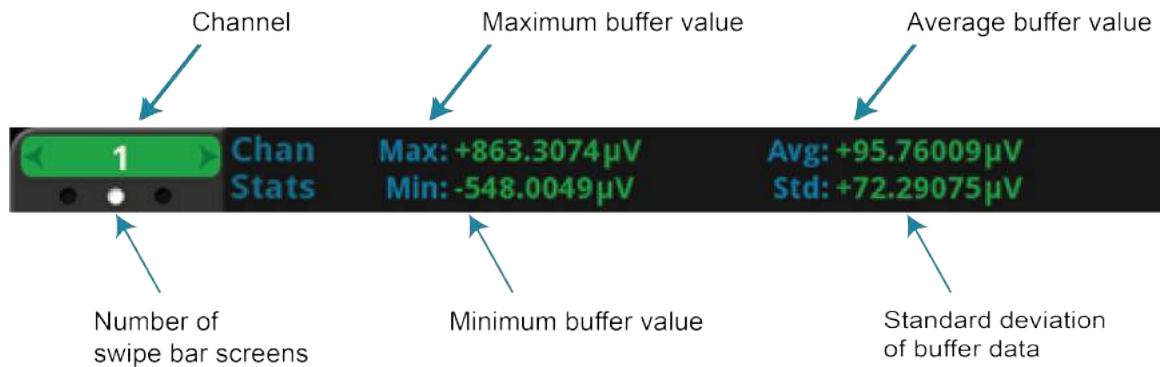 Channel
Maximum buffer value
Average buffer value
1
Chan
Stats
Max: +863.3074µV
Min: -548.0049µV
Avg: +95.76009µV
Std: +72.29075µV
Number of
swipe bar screens
Minimum buffer value
Standard deviation
of buffer data